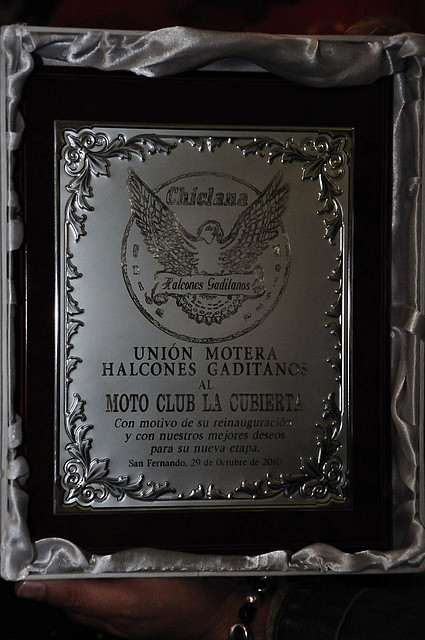 Chiclana
Halcones Gaditanos
UNIÓN MOTERA
HALCONES GADITANOS
AL
MOTO CLUB LA CUBIERTA
Con motivo de su reinauguración
y con nuestros mejores deseos
para su nueva etapa.
San Fernando, 29 de Octubre de 2010